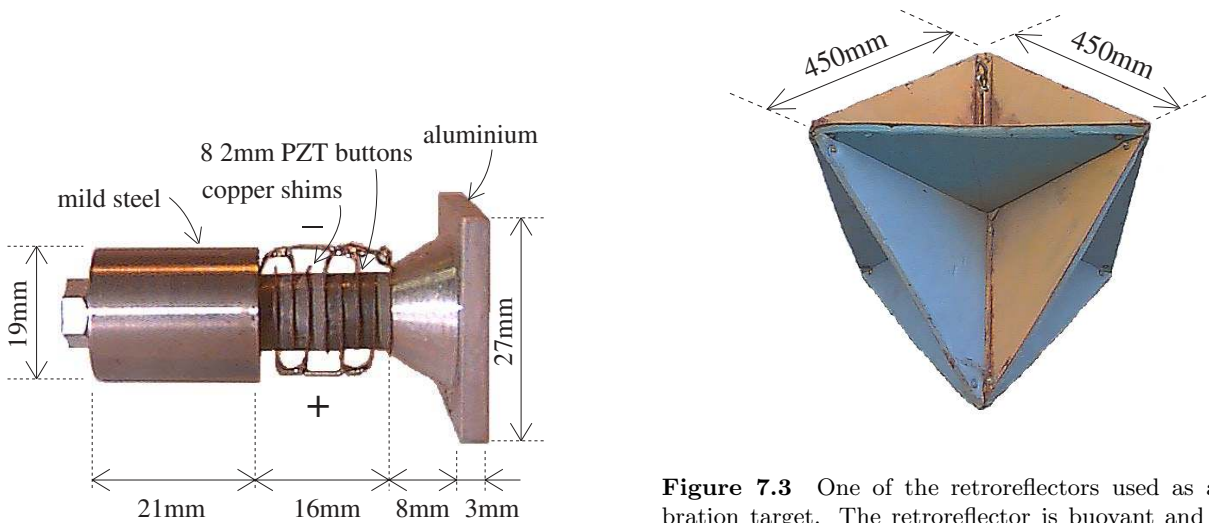 450mm
450mm
aluminium
8 2mm PZT buttons
copper shims
mild steel
−
19mm
27mm
+
21mm
16mm
8mm
3mm
Figure 7.3 One of the retroreflectors used as a
bration target. The retroreflector is buoyant and